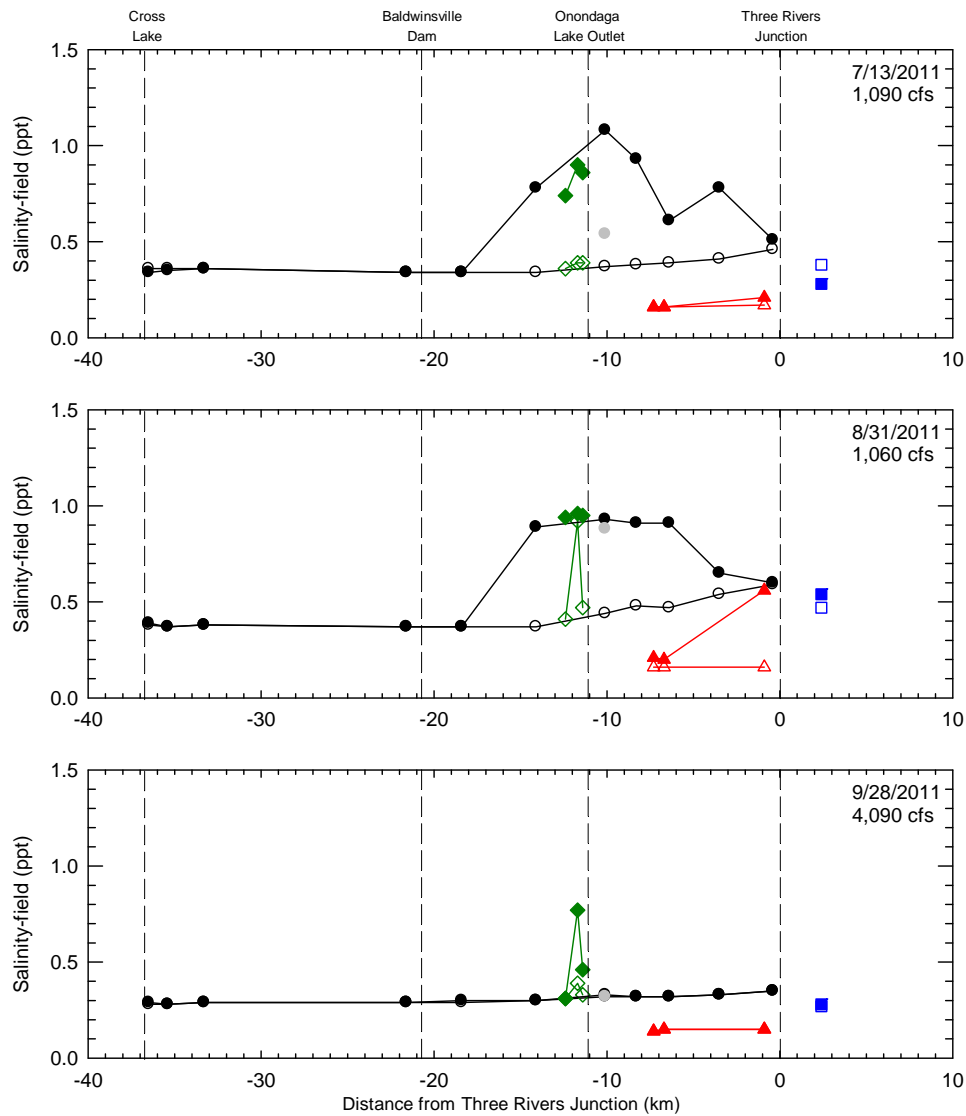 Cross Baldwinsville Onondaga Three Rivers
Lake Dam Lake Outlet Junction
1.5
7/13/2011
1,090 cfs
1.0
Salinity-field (ppt)
0.5
0.0
-40 -30 -20 -10 0 10
1.5
8/31/2011
1,060 cfs
1.0
Salinity-field (ppt)
0.5
0.0
-40 -30 -20 -10 0 10
1.5
9/28/2011
4,090 cfs
1.0
Salinity-field (ppt)
0.5
0.0
-40 -30 -20 -10 0 10
Distance from Three Rivers Junction (km)